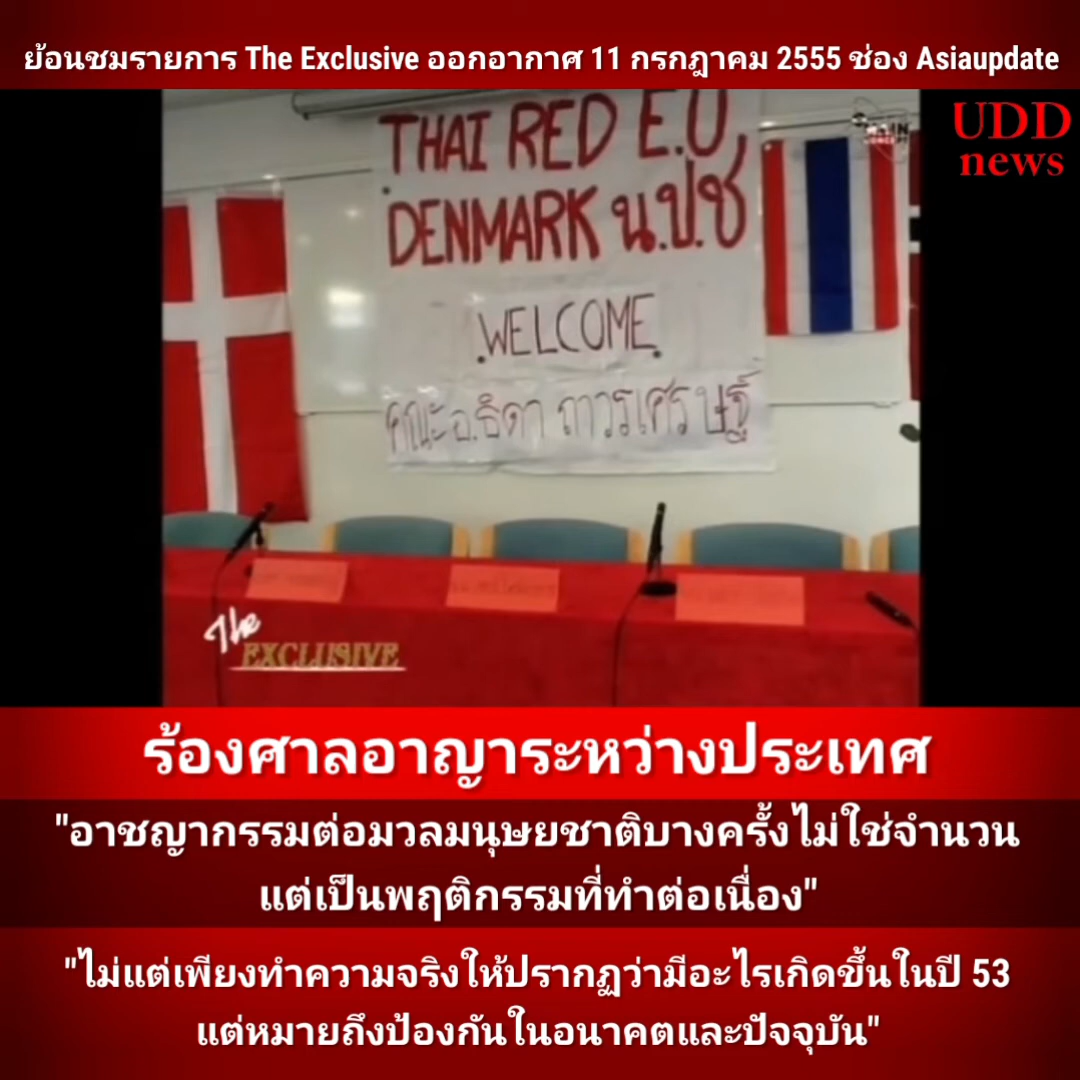 ย้อนชมรายการ The Exclusive ออกอากาศ 11 กรกฎาคม 2555 ช่อง Asiaupdate
UDD
news
THAI RED E.U.
DENMARK น.ป.ช
WELCOME
คณะอ.ธิดา ถาวรเศรษฐ์
The
EXCLUSIVE
ร้องศาลอาญาระหว่างประเทศ
"อาชญากรรมต่อมวลมนุษยชาติบางครั้งไม่ใช่จำนวน
แต่เป็นพฤติกรรมที่ทำต่อเนื่อง"
"ไม่แต่เพียงทำความจริงให้ปรากฏว่ามีอะไรเกิดขึ้นในปี 53
แต่หมายถึงป้องกันในอนาคตและปัจจุบัน"